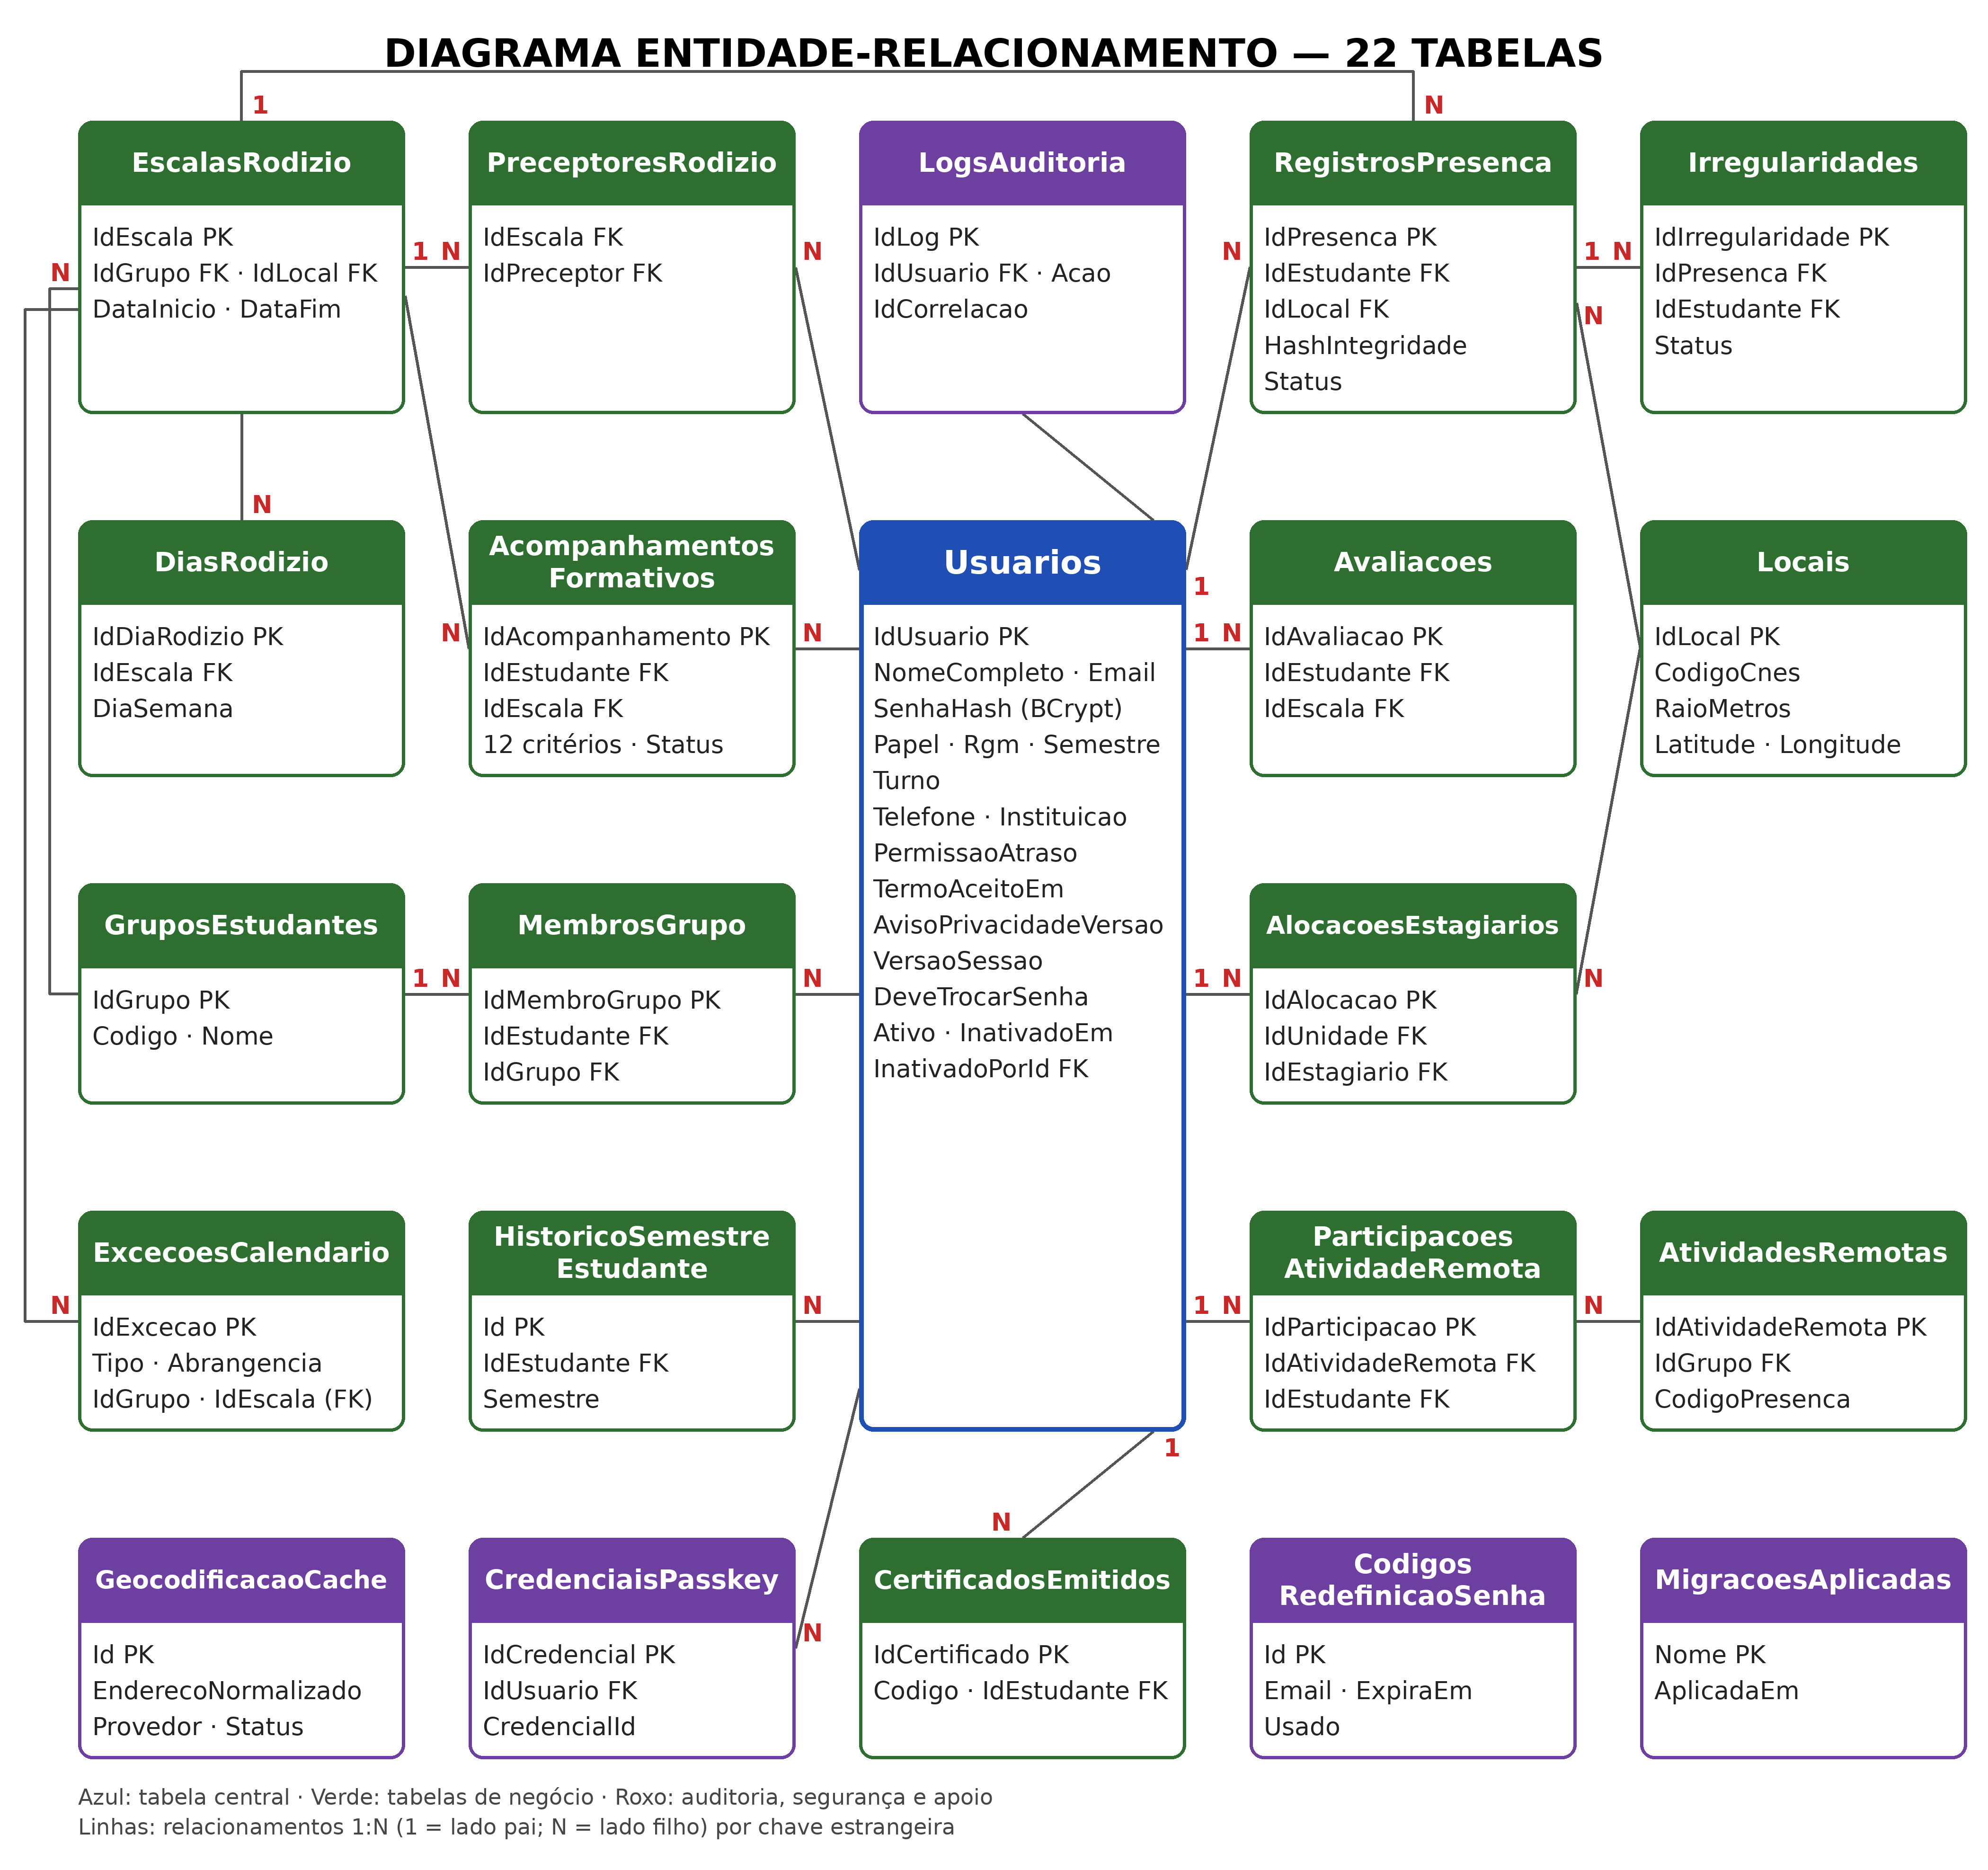 DIAGRAMA ENTIDADE-RELACIONAMENTO — 22 TABELAS
1
N
EscalasRodizio
IdEscala PK
IdGrupo FK · IdLocal FK
DataInicio · DataFim
N
1 N
PreceptoresRodizio
IdEscala FK
IdPreceptor FK
N
LogsAuditoria
IdLog PK
IdUsuario FK · Acao
IdCorrelacao
N
RegistrosPresenca
IdPresenca PK
IdEstudante FK
IdLocal FK
HashIntegridade
Status
1 N
N
Irregularidades
IdIrregularidade PK
IdPresenca FK
IdEstudante FK
Status
N
DiasRodizio
IdDiaRodizio PK
IdEscala FK
DiaSemana
N
Acompanhamentos
Formativos
IdAcompanhamento PK
IdEstudante FK
IdEscala FK
12 critérios · Status
N
Usuarios
IdUsuario PK
NomeCompleto · Email
SenhaHash (BCrypt)
Papel · Rgm · Semestre
Turno
Telefone · Instituicao
PermissaoAtraso
TermoAceitoEm
AvisoPrivacidadeVersao
VersaoSessao
DeveTrocarSenha
Ativo · InativadoEm
InativadoPorId FK
1
1 N
Avaliacoes
IdAvaliacao PK
IdEstudante FK
IdEscala FK
Locais
IdLocal PK
CodigoCnes
RaioMetros
Latitude · Longitude
GruposEstudantes
IdGrupo PK
Codigo · Nome
1 N
MembrosGrupo
IdMembroGrupo PK
IdEstudante FK
IdGrupo FK
N
1 N
AlocacoesEstagiarios
IdAlocacao PK
IdUnidade FK
IdEstagiario FK
N
N
ExcecoesCalendario
IdExcecao PK
Tipo · Abrangencia
IdGrupo · IdEscala (FK)
HistoricoSemestre
Estudante
Id PK
IdEstudante FK
Semestre
N
1 N
Participacoes
AtividadeRemota
IdParticipacao PK
IdAtividadeRemota FK
IdEstudante FK
N
AtividadesRemotas
IdAtividadeRemota PK
IdGrupo FK
CodigoPresenca
1
N
GeocodificacaoCache
Id PK
EnderecoNormalizado
Provedor · Status
CredenciaisPasskey
IdCredencial PK
IdUsuario FK
CredencialId
N
CertificadosEmitidos
IdCertificado PK
Codigo · IdEstudante FK
Codigos
RedefinicaoSenha
Id PK
Email · ExpiraEm
Usado
MigracoesAplicadas
Nome PK
AplicadaEm
Azul: tabela central · Verde: tabelas de negócio · Roxo: auditoria, segurança e apoio
Linhas: relacionamentos 1:N (1 = lado pai; N = lado filho) por chave estrangeira